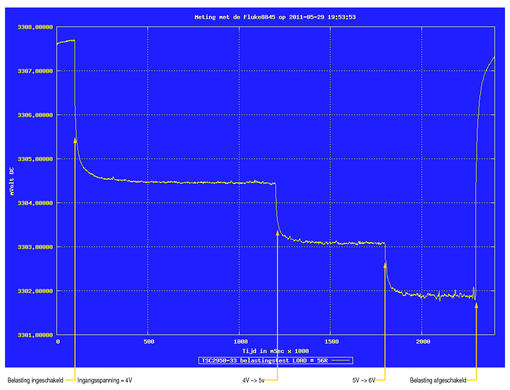 Meting met de Fluke8845 op 2011-05-29 19:53:53
3308,00000
3307,00000
3306,00000
3305,00000
3304,00000
3303,00000
3302,00000
3301,00000
mVolt DC
0 500 1000 1500 2000
Tijd in mSec x 1000
TSC2950-33 belastingstest LOAD = 56R
Belasting ingeschakeld Ingangsspanning = 4V 4V -> 5v 5V -> 6V Belasting afgeschakeld